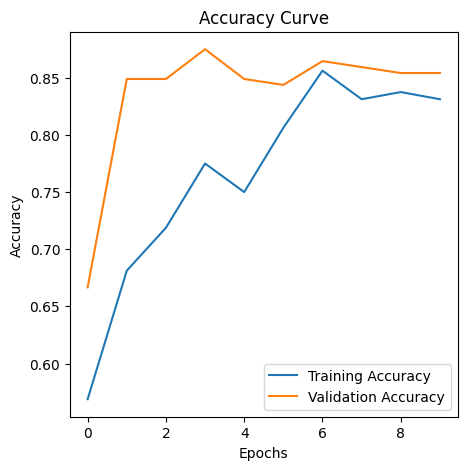 Accuracy Curve
Accuracy
0.85
0.80
0.75
0.70
0.65
0.60
0 2 4 6 8
Epochs
Training Accuracy
Validation Accuracy